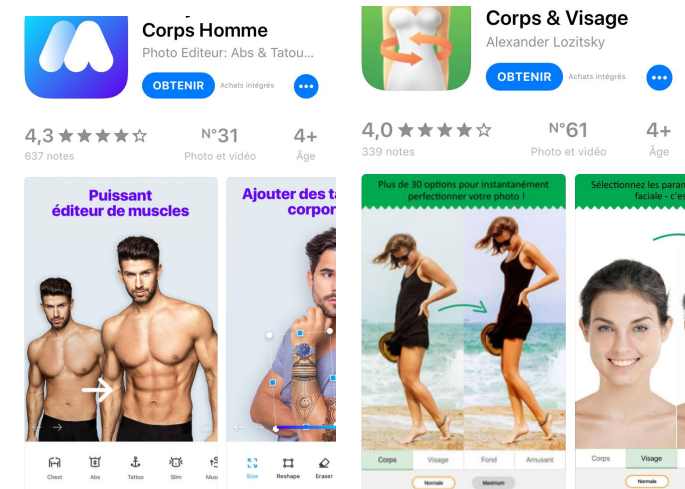 Corps Homme
Photo Editeur: Abs & Tatou...
OBTENIR
Achats intégrés
4,3
N°31
4+
637 notes
Photo et vidéo
Âge
Puissant
éditeur de muscles
Ajouter des t
corpor
Chest
Abs
Tattoo
Slim
Mus
Size
Reshape
Eraser
Corps & Visage
Alexander Lozitsky
OBTENIR
Achats intégrés
4,0
N°61
4+
339 notes
Photo et vidéo
Âge
Plus de 30 options pour instantanément
perfectionner votre photo !
Sélectionnez les param
faciale - c'es
Corps
Visage
Fond
Amusant
Normale
Maximum
Corps
Visage
Normale